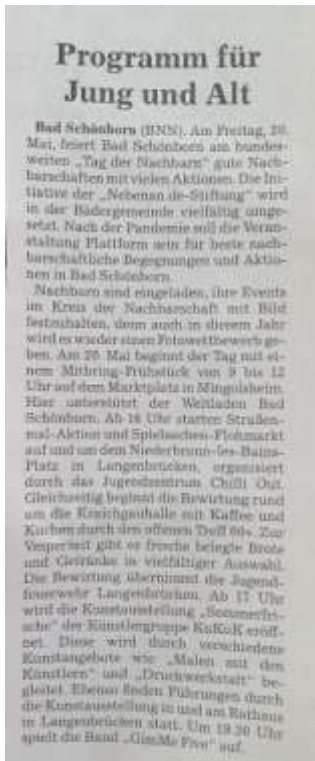 Programm für
Jung und Alt
Bad Schönborn (BNN). Am Freitag, 20.
Mai, feiert Bad Schönborn am bundes-
weiten „Tag der Nachbarn" gute Nach-
barschaften mit vielen Aktionen. Die Ini-
tiative der „Nebenan.de-Stiftung" wird
in der Bädergemeinde vielfältig umge-
setzt. Nach der Pandemie soll die Veran-
staltung Plattform sein für beste nach-
barschaftliche Begegnungen und Aktio-
nen in Bad Schönborn.
Nachbarn sind eingeladen, ihre Events
im Kreis der Nachbarschaft mit Bild
festzuhalten, denn auch in diesem Jahr
wird es wieder einen Fotowettbewerb ge-
ben. Am 20. Mai beginnt der Tag mit ei-
nem Mitbring-Frühstück von 9 bis 12
Uhr auf dem Marktplatz in Mingolsheim.
Hier unterstützt der Weltladen Bad
Schönborn. Ab 16 Uhr starten Straßen-
mal-Aktion und Spielsachen-Flohmarkt
auf und um dem Niederbronn-les-Bains-
Platz in Langenbrücken, organisiert
durch das Jugendzentrum Chilli Out.
Gleichzeitig beginnt die Bewirtung rund
um die Kraichgauhalle mit Kaffee und
Kuchen durch den offenen Treff 60+. Zur
Vesperzeit gibt es frische belegte Brote
und Getränke in vielfältiger Auswahl.
Die Bewirtung übernimmt die Jugend-
feuerwehr Langenbrücken. Ab 17 Uhr
wird die Kunstausstellung „Sommerfri-
sche" der Künstlergruppe KuKuK eröff-
net. Diese wird durch verschiedene
Kunstangebote wie „Malen mit den
Künstlern" und „Druckwerkstatt" be-
gleitet. Ebenso finden Führungen durch
die Kunstausstellung in und am Rathaus
in Langenbrücken statt. Um 19.30 Uhr
spielt die Band „GimMe Five" auf.